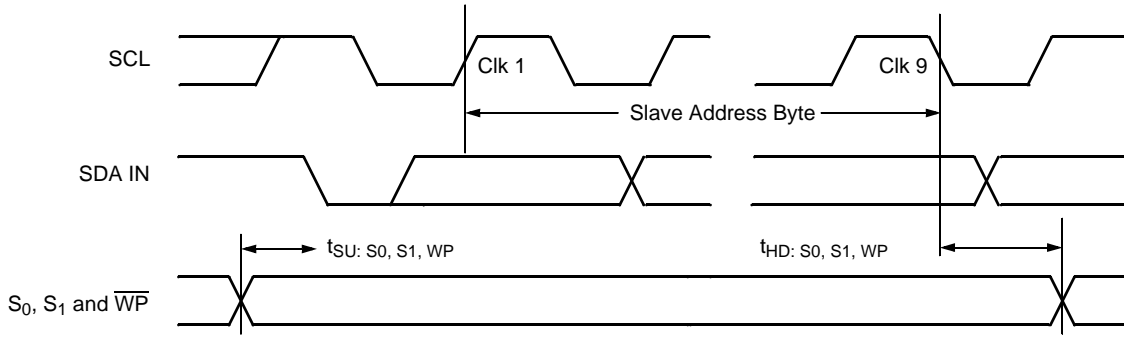 SCL
Clk 1
Clk 9
Slave Address Byte
SDA IN
tSU: S0, S1, WP
tHD: S0, S1, WP
S0, S1 and W̅P̅